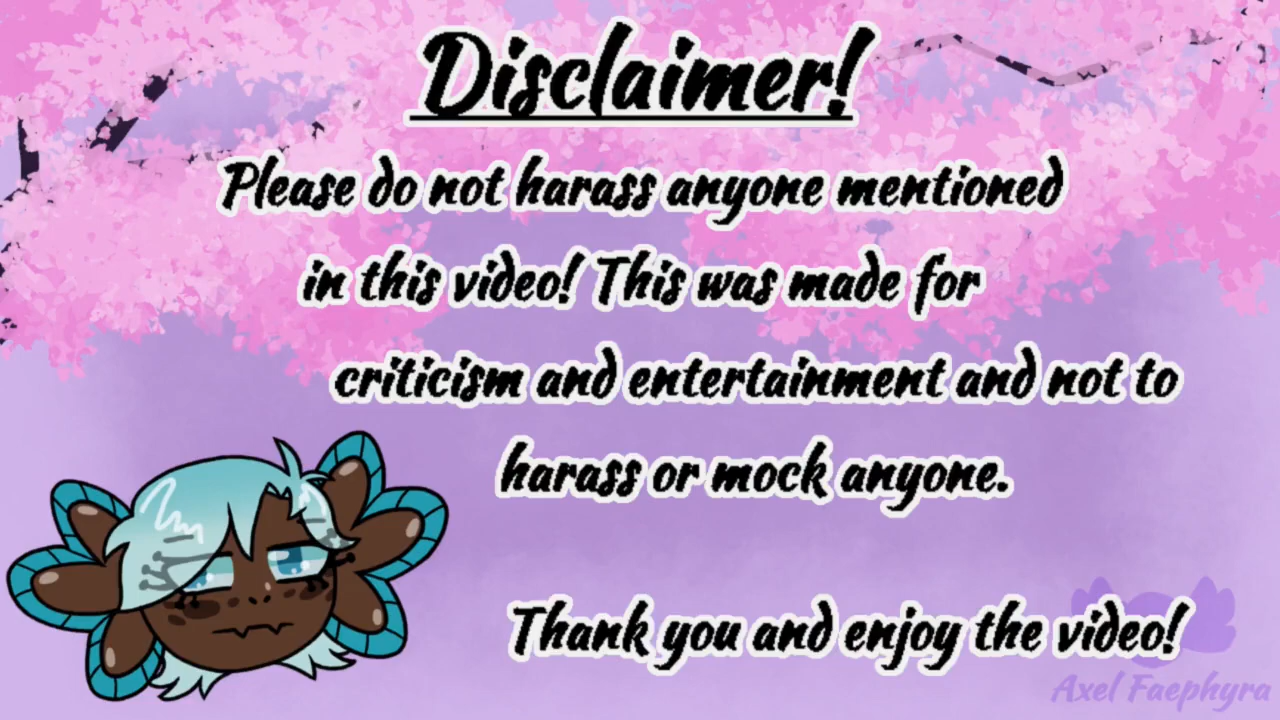 Disclaimer!
Please do not harass anyone mentioned
in this video! This was made for
criticism and entertainment and not to
harass or mock anyone.
Thank you and enjoy the video!
Axel Faephyra